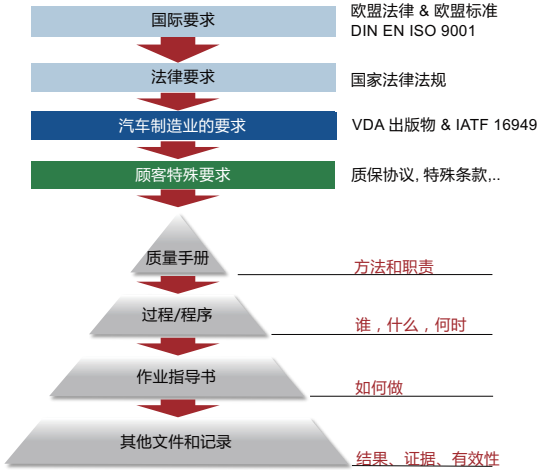 国际要求
欧盟法律 & 欧盟标准
DIN EN ISO 9001
法律要求
国家法律法规
汽车制造业的要求
VDA 出版物 & IATF 16949
顾客特殊要求
质保协议, 特殊条款,..
质量手册
方法和职责
过程/程序
谁，什么，何时
作业指导书
如何做
其他文件和记录
结果、证据、有效性